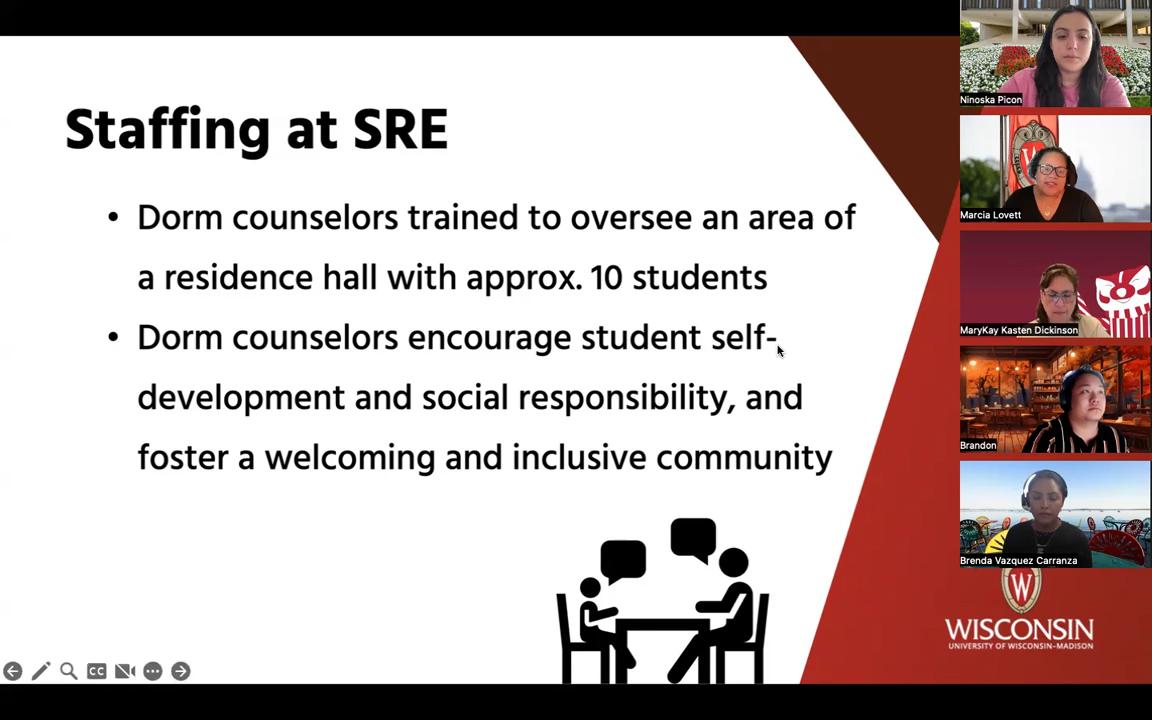 Staffing at SRE
• Dorm counselors trained to oversee an area of
a residence hall with approx. 10 students
• Dorm counselors encourage student self-
development and social responsibility, and
foster a welcoming and inclusive community
CC
Ninoska Picon
Marcia Lovett
MaryKay Kasten Dickinson
Brandon
Brenda Vazquez Carranza
W
W
WISCONSIN
UNIVERSITY OF WISCONSIN-MADISON